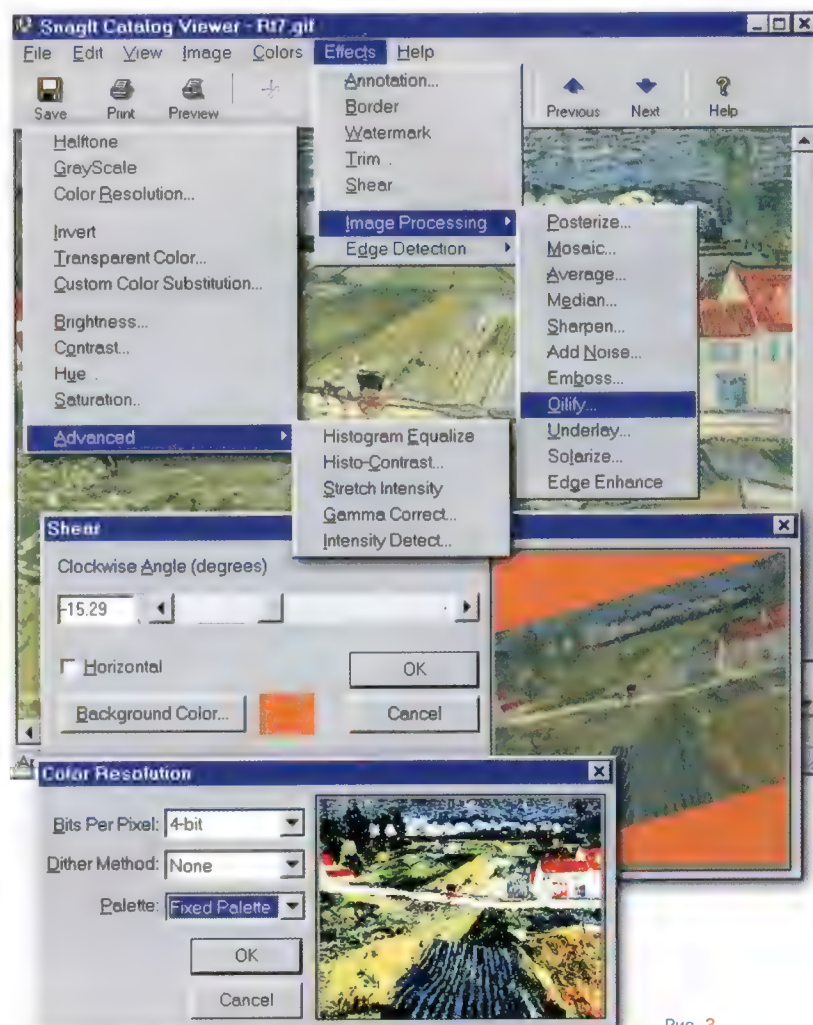 SnagIt Catalog Viewer - Rt7.gif
File Edit View Image Colors Effects Help
Save Print Preview Previous Next Help
Annotation...
Border
Watermark
Trim .
Shear
Image Processing
Edge Detection
Halftone
GrayScale
Color Resolution...
Invert
Transparent Color...
Custom Color Substitution...
Brightness...
Contrast...
Hue .
Saturation..
Advanced
Posterize...
Mosaic...
Average...
Median...
Sharpen...
Add Noise...
Emboss...
Oilify...
Underlay...
Solarize...
Edge Enhance
Histogram Equalize
Histo-Contrast...
Stretch Intensity
Gamma Correct...
Intensity Detect...
Shear
Clockwise Angle (degrees)
-15.29
Horizontal
OK
Background Color...
Cancel
Color Resolution
Bits Per Pixel: 4-bit
Dither Method: None
Palette: Fixed Palette
OK
Cancel
Рис. 3